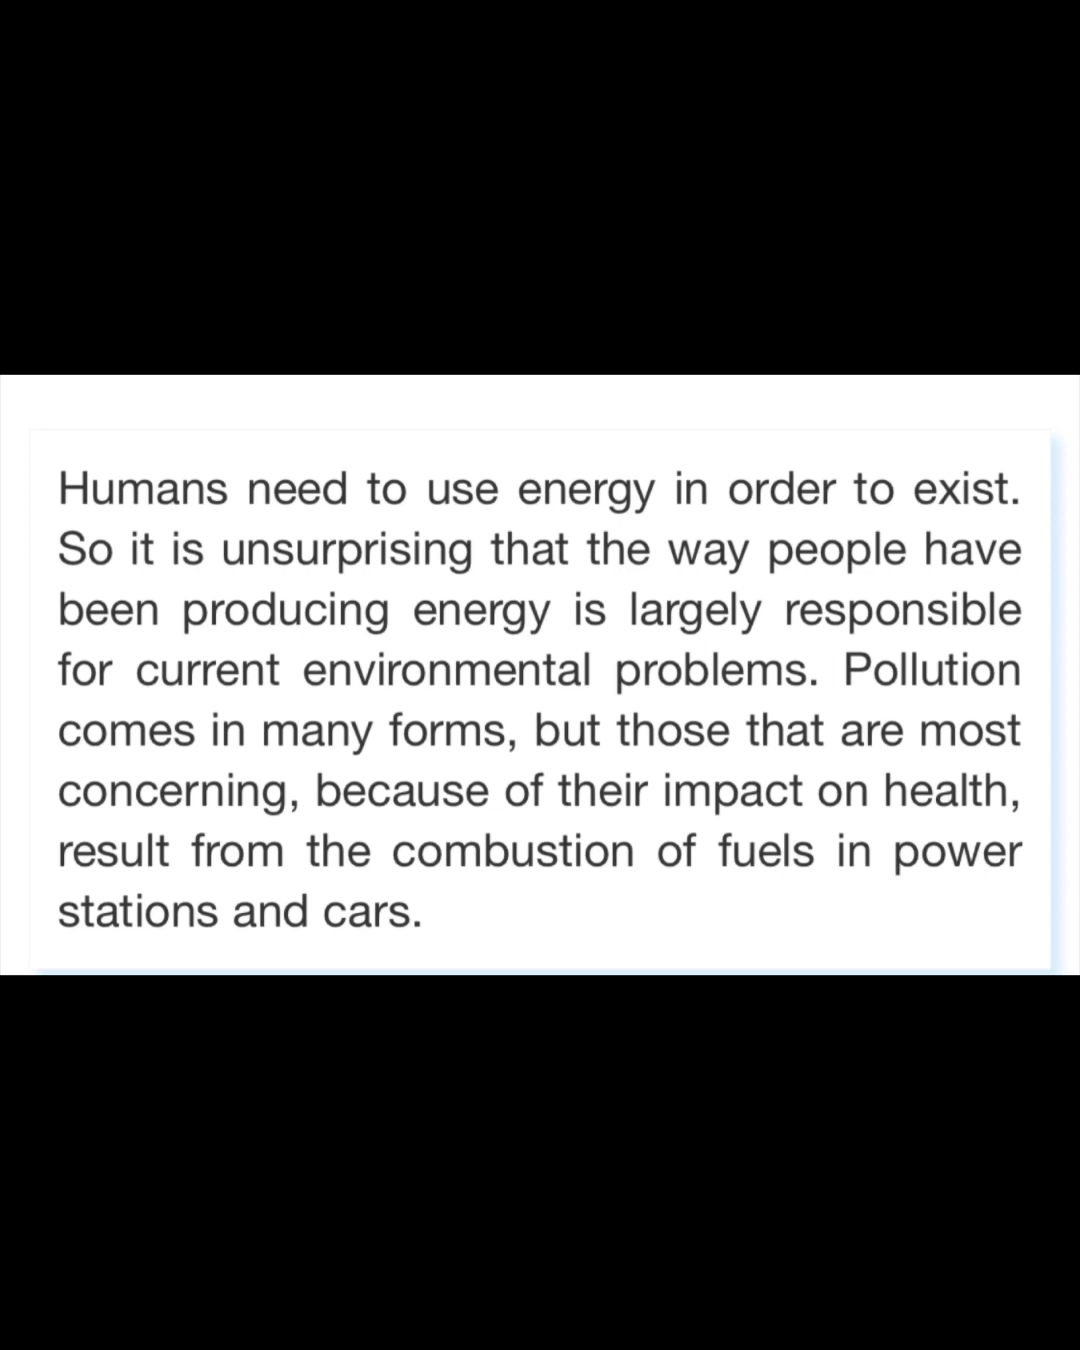 Humans need to use energy in order to exist.
So it is unsurprising that the way people have
been producing energy is largely responsible
for current environmental problems. Pollution
comes in many forms, but those that are most
concerning, because of their impact on health,
result from the combustion of fuels in power
stations and cars.